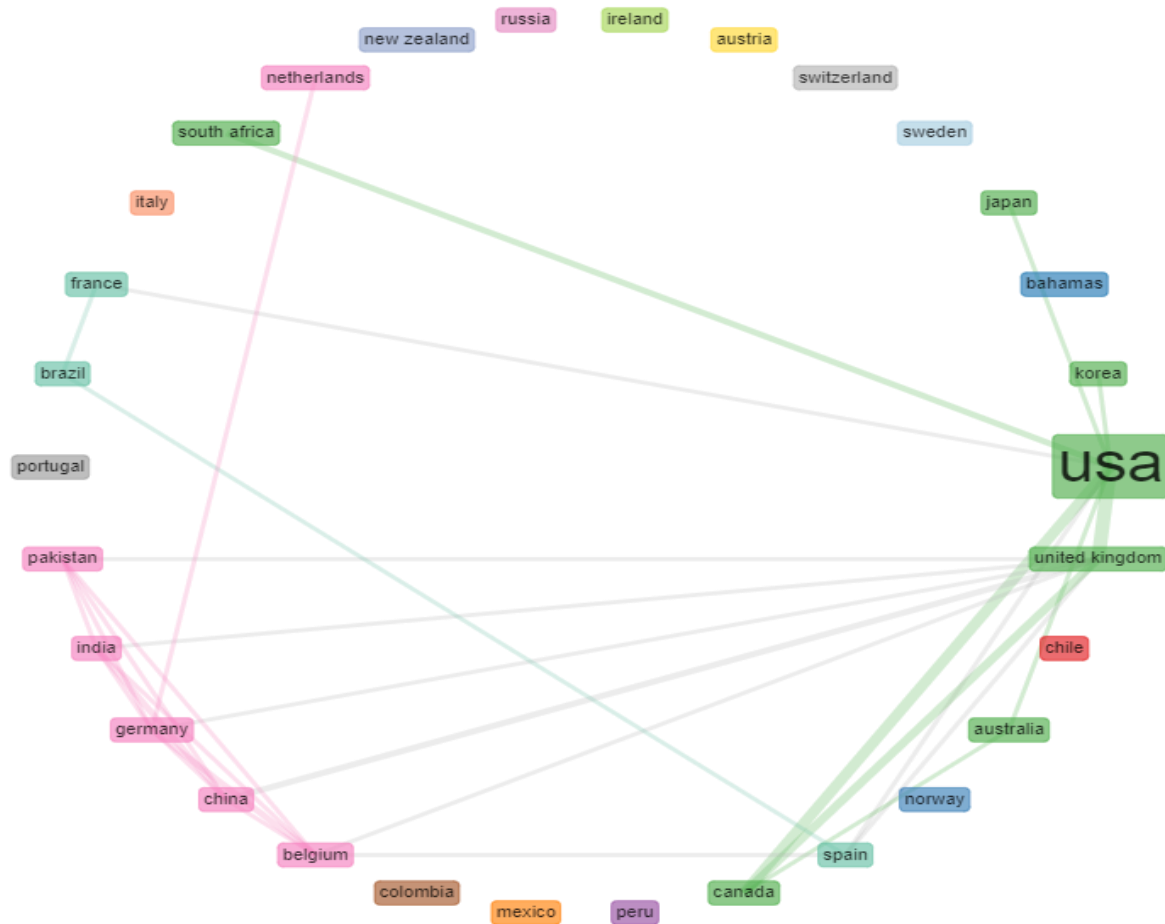 russia
ireland
new zealand
austria
netherlands
switzerland
south africa
sweden
italy
japan
france
bahamas
brazil
korea
usa
portugal
pakistan
united kingdom
india
chile
germany
australia
china
norway
belgium
spain
colombia
canada
mexico
peru